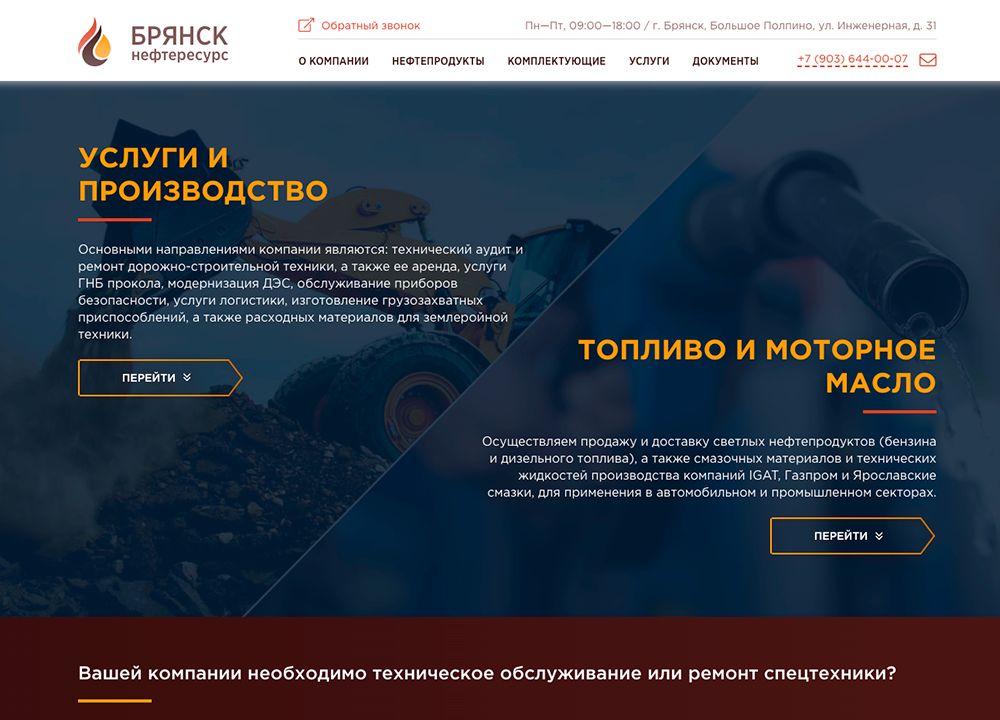 БРЯНСК
нефтересурс
Обратный звонок
Пн—Пт, 09:00—18:00 / г. Брянск, Большое Полпино, ул. Инженерная, д. 31
О КОМПАНИИ НЕФТЕПРОДУКТЫ КОМПЛЕКТУЮЩИЕ УСЛУГИ ДОКУМЕНТЫ
+7 (903) 644-00-07
УСЛУГИ И
ПРОИЗВОДСТВО
Основными направлениями компании являются: технический аудит и
ремонт дорожно-строительной техники, а также ее аренда, услуги
ГНБ прокола, модернизация ДЭС, обслуживание приборов
безопасности, услуги логистики, изготовление грузозахватных
приспособлений, а также расходных материалов для землеройной
техники.
ПЕРЕЙТИ
ТОПЛИВО И МОТОРНОЕ
МАСЛО
Осуществляем продажу и доставку светлых нефтепродуктов (бензина
и дизельного топлива), а также смазочных материалов и технических
жидкостей производства компаний IGAT, Газпром и Ярославские
смазки, для применения в автомобильном и промышленном секторах.
ПЕРЕЙТИ
Вашей компании необходимо техническое обслуживание или ремонт спецтехники?